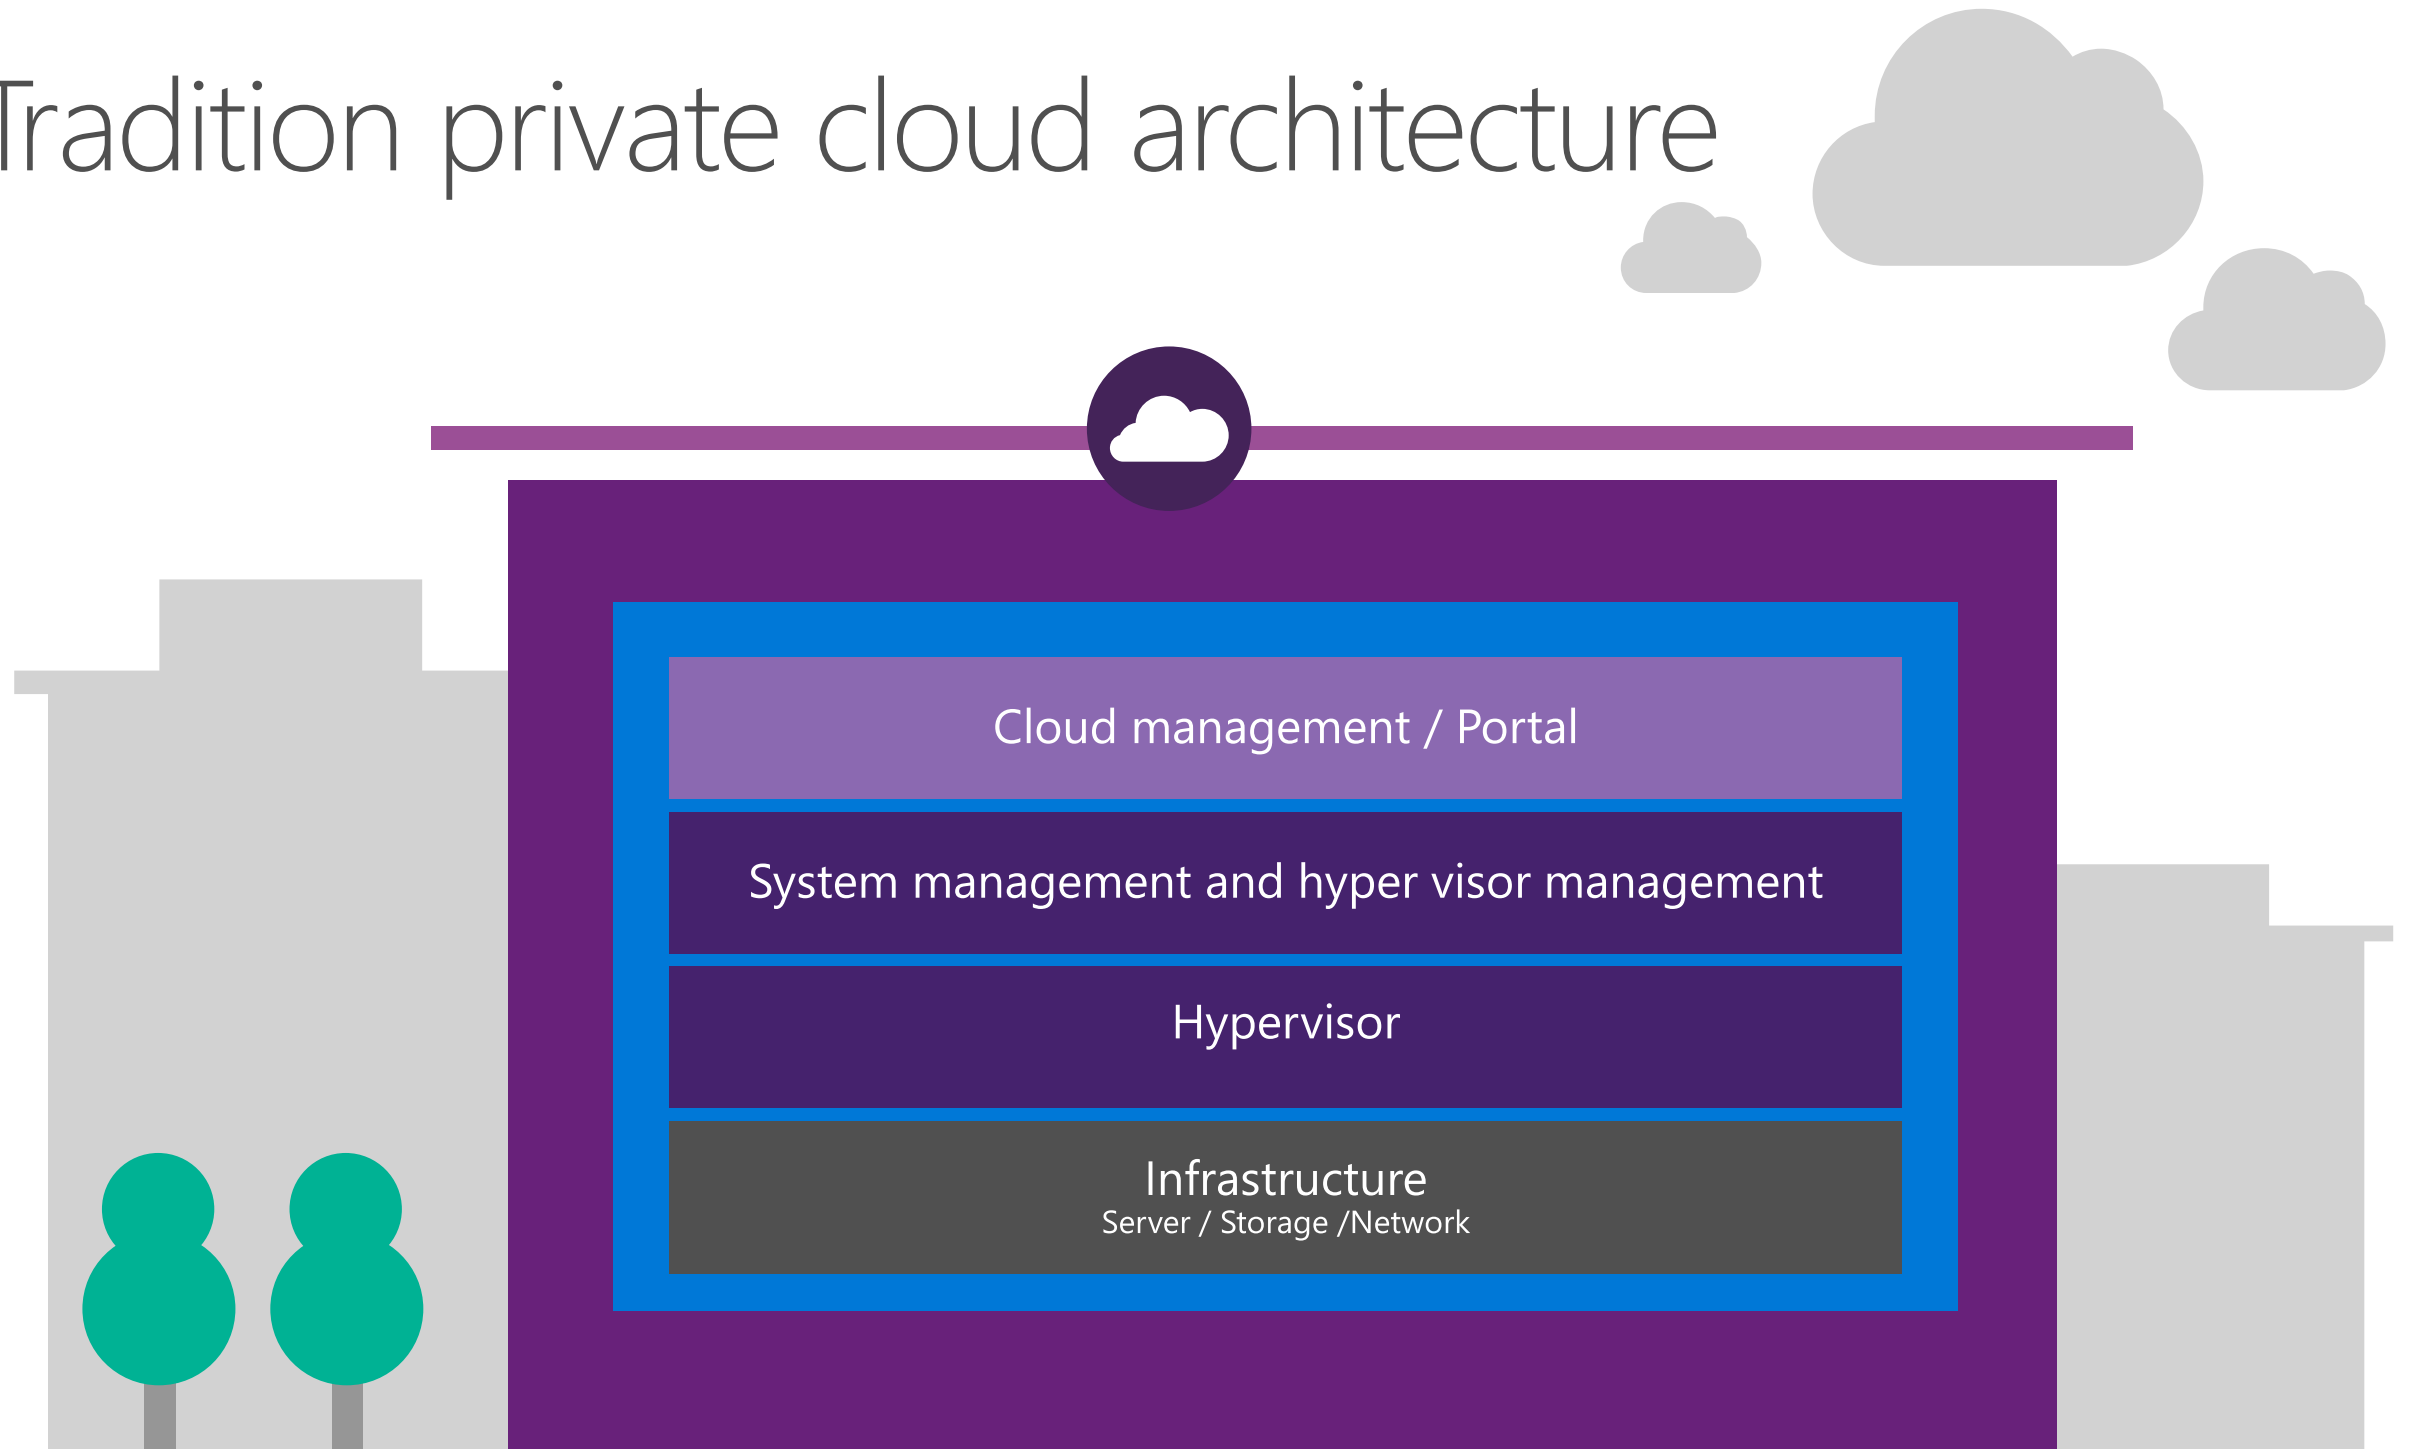 Tradition private cloud architecture
Cloud management / Portal
System management and hyper visor management
Hypervisor
Infrastructure
Server / Storage /Network